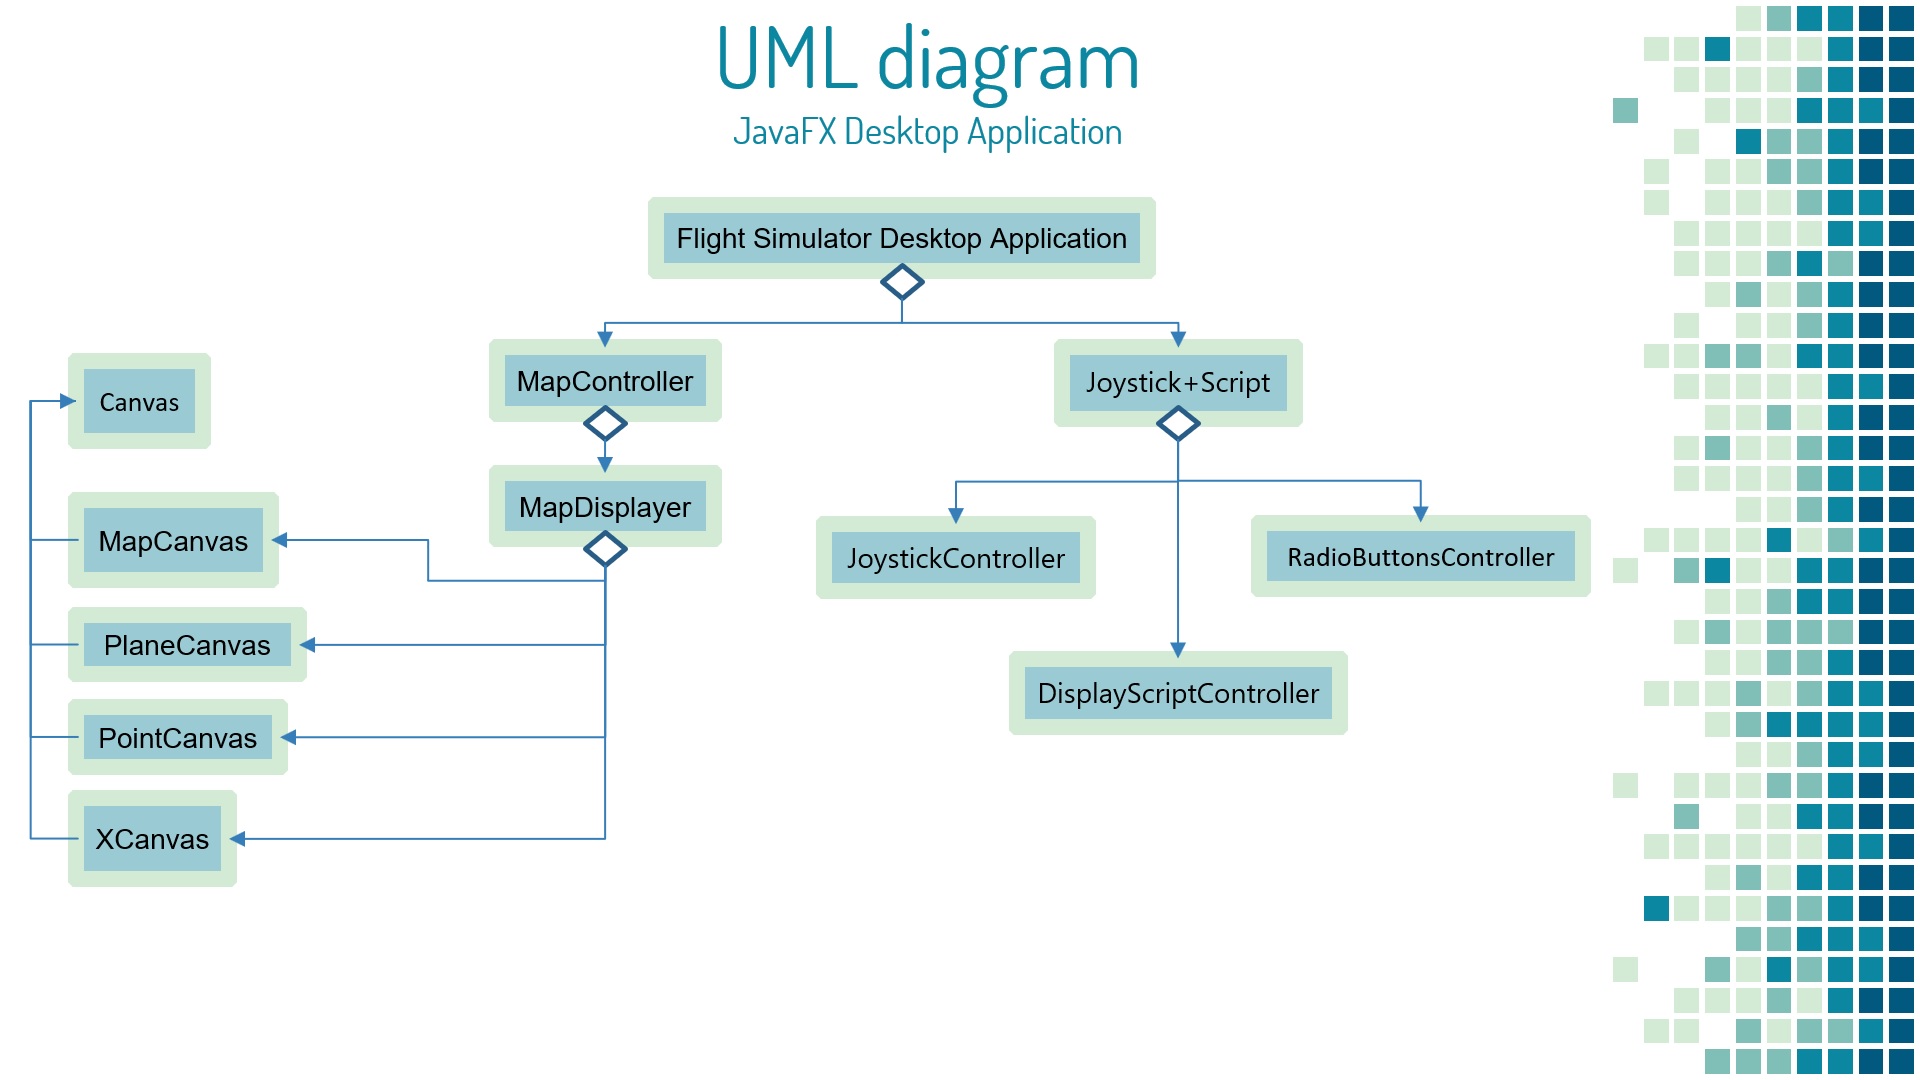 UML diagram
JavaFX Desktop Application
Flight Simulator Desktop Application
MapController
Joystick+Script
Canvas
MapDisplayer
MapCanvas
JoystickController
RadioButtonsController
PlaneCanvas
DisplayScriptController
PointCanvas
XCanvas